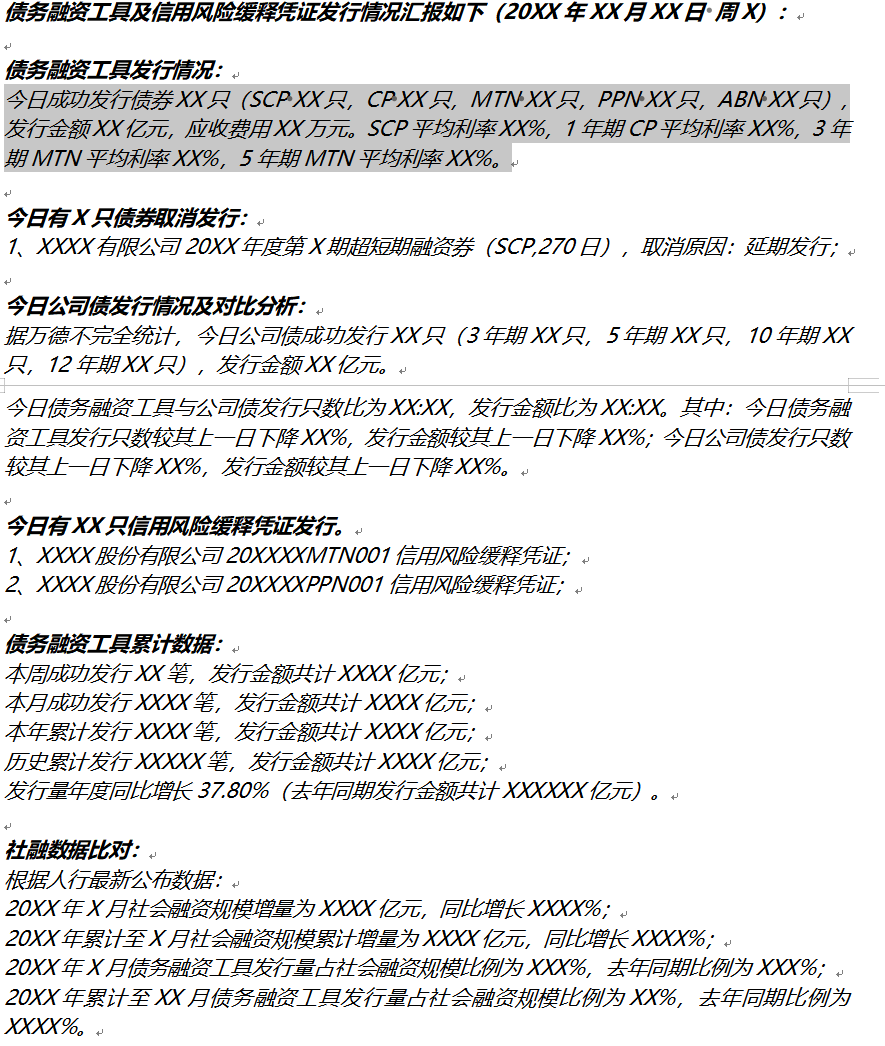 债务融资工具及信用风险缓释凭证发行情况汇报如下（20XX 年 XX 月 XX 日 周 X）：
债务融资工具发行情况：
今日成功发行债券 XX 只（SCP XX 只，CP XX 只，MTN XX 只，PPN XX 只，ABN XX 只），
发行金额 XX 亿元，应收费用 XX 万元。SCP 平均利率 XX%，1 年期 CP 平均利率 XX%，3 年
期 MTN 平均利率 XX%，5 年期 MTN 平均利率 XX%。
今日有 X 只债券取消发行：
1、XXXX 有限公司 20XX 年度第 X 期超短期融资券（SCP,270 日），取消原因：延期发行；
今日公司债发行情况及对比分析：
据万德不完全统计，今日公司债成功发行 XX 只（3 年期 XX 只，5 年期 XX 只，10 年期 XX
只，12 年期 XX 只），发行金额 XX 亿元。
今日债务融资工具与公司债发行只数比为 XX:XX，发行金额比为 XX:XX。其中：今日债务融
资工具发行只数较其上一日下降 XX%，发行金额较其上一日下降 XX%；今日公司债发行只数
较其上一日下降 XX%，发行金额较其上一日下降 XX%。
今日有 XX 只信用风险缓释凭证发行。
1、XXXX 股份有限公司 20XXXXMTN001 信用风险缓释凭证；
2、XXXX 股份有限公司 20XXXXPPN001 信用风险缓释凭证；
债务融资工具累计数据：
本周成功发行 XX 笔，发行金额共计 XXXX 亿元；
本月成功发行 XXXX 笔，发行金额共计 XXXX 亿元；
本年累计发行 XXXX 笔，发行金额共计 XXXX 亿元；
历史累计发行 XXXXX 笔，发行金额共计 XXXX 亿元；
发行量年度同比增长 37.80%（去年同期发行金额共计 XXXXXX 亿元）。
社融数据比对：
根据人行最新公布数据：
20XX 年 X 月社会融资规模增量为 XXXX 亿元，同比增长 XXXX%；
20XX 年累计至 X 月社会融资规模累计增量为 XXXX 亿元，同比增长 XXXX%；
20XX 年 X 月债务融资工具发行量占社会融资规模比例为 XXX%，去年同期比例为 XXX%；
20XX 年累计至 XX 月债务融资工具发行量占社会融资规模比例为 XX%，去年同期比例为
XXXX%。